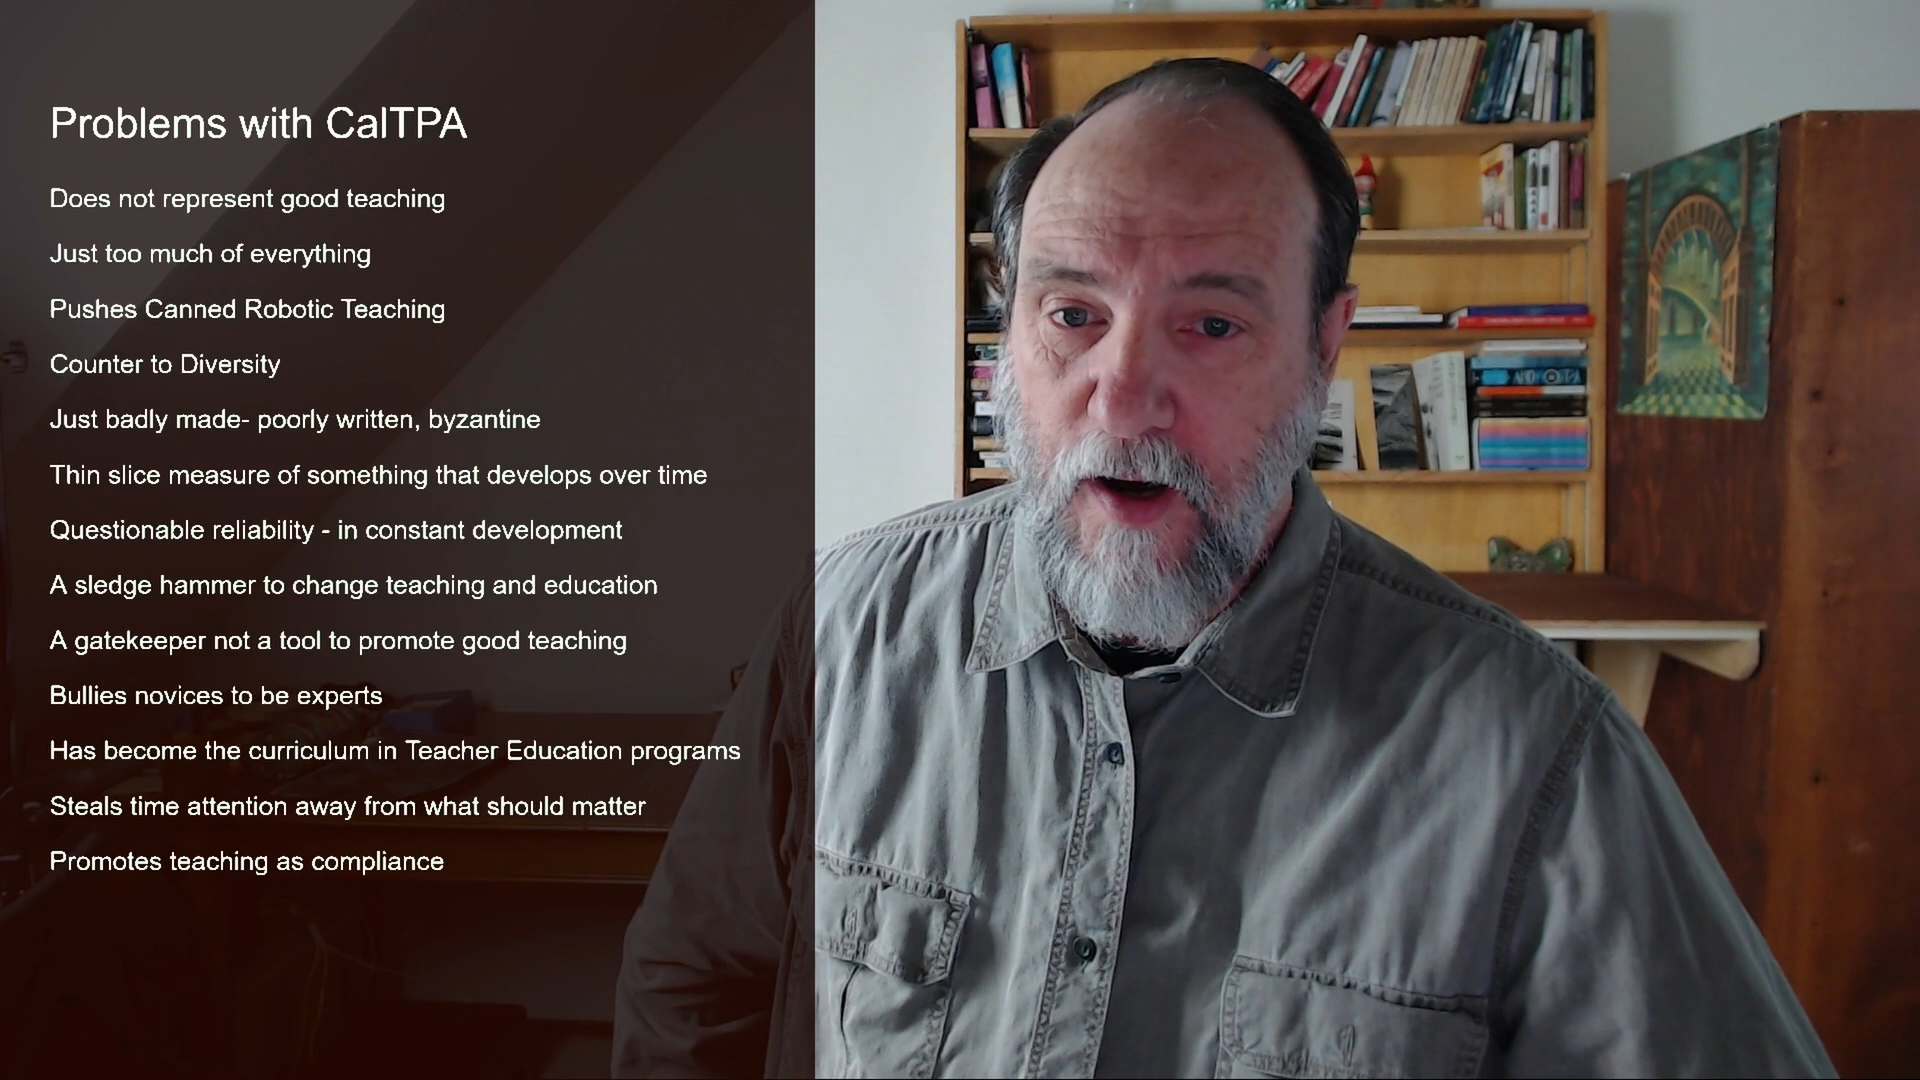 Problems with CalTPA
Does not represent good teaching
Just too much of everything
Pushes Canned Robotic Teaching
Counter to Diversity
Just badly made- poorly written, byzantine
Thin slice measure of something that develops over time
Questionable reliability - in constant development
A sledge hammer to change teaching and education
A gatekeeper not a tool to promote good teaching
Bullies novices to be experts
Has become the curriculum in Teacher Education programs
Steals time attention away from what should matter
Promotes teaching as compliance